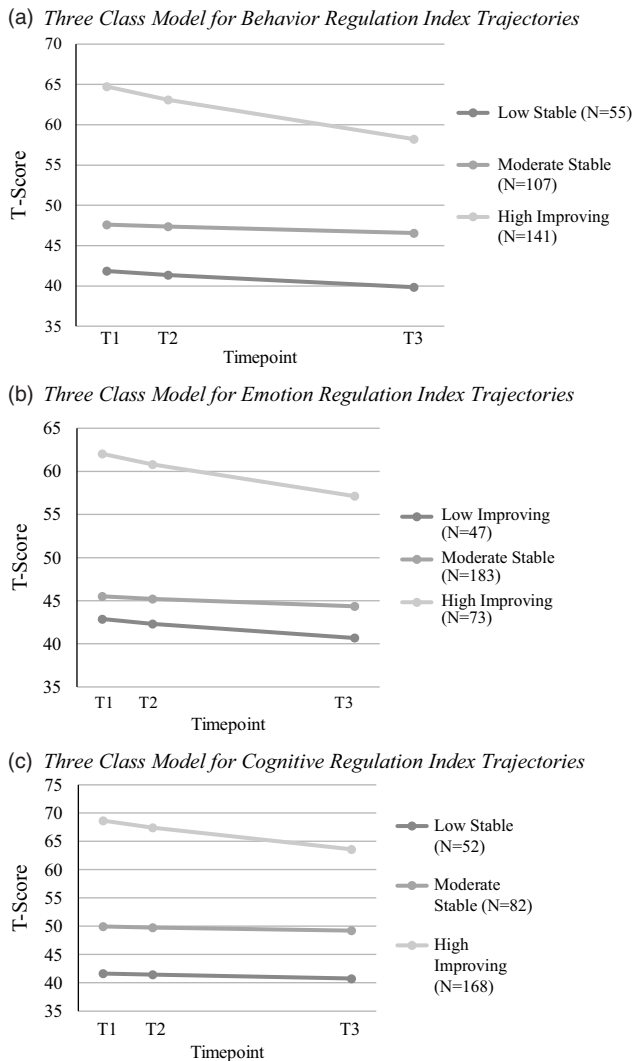 (a) Three Class Model for Behavior Regulation Index Trajectories
70
65
60
55
50
45
40
35
T-Score
T1 T2 T3
Timepoint
Low Stable (N=55)
Moderate Stable
(N=107)
High Improving
(N=141)
(b) Three Class Model for Emotion Regulation Index Trajectories
65
60
55
50
45
40
35
T-Score
T1 T2 T3
Timepoint
Low Improving
(N=47)
Moderate Stable
(N=183)
High Improving
(N=73)
(c) Three Class Model for Cognitive Regulation Index Trajectories
75
70
65
60
55
50
45
40
35
T-Score
T1 T2 T3
Timepoint
Low Stable
(N=52)
Moderate
Stable (N=82)
High
Improving
(N=168)